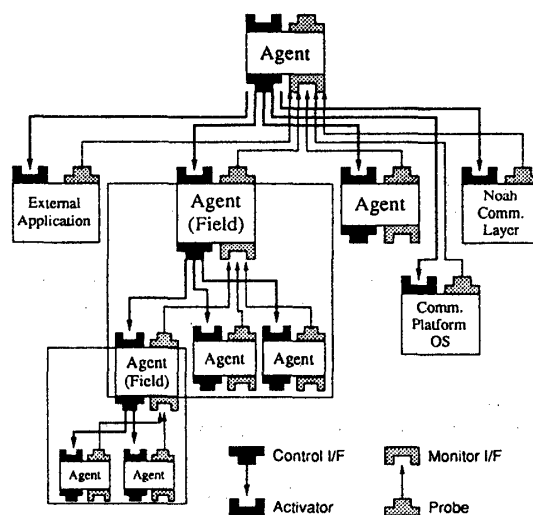 Agent
External
Application
Agent
(Field)
Agent
Noah
Comm.
Layer
Comm.
Platform
OS
Agent
(Field)
Agent
Agent
Agent
Agent
Control I/F
Monitor I/F
Activator
Probe